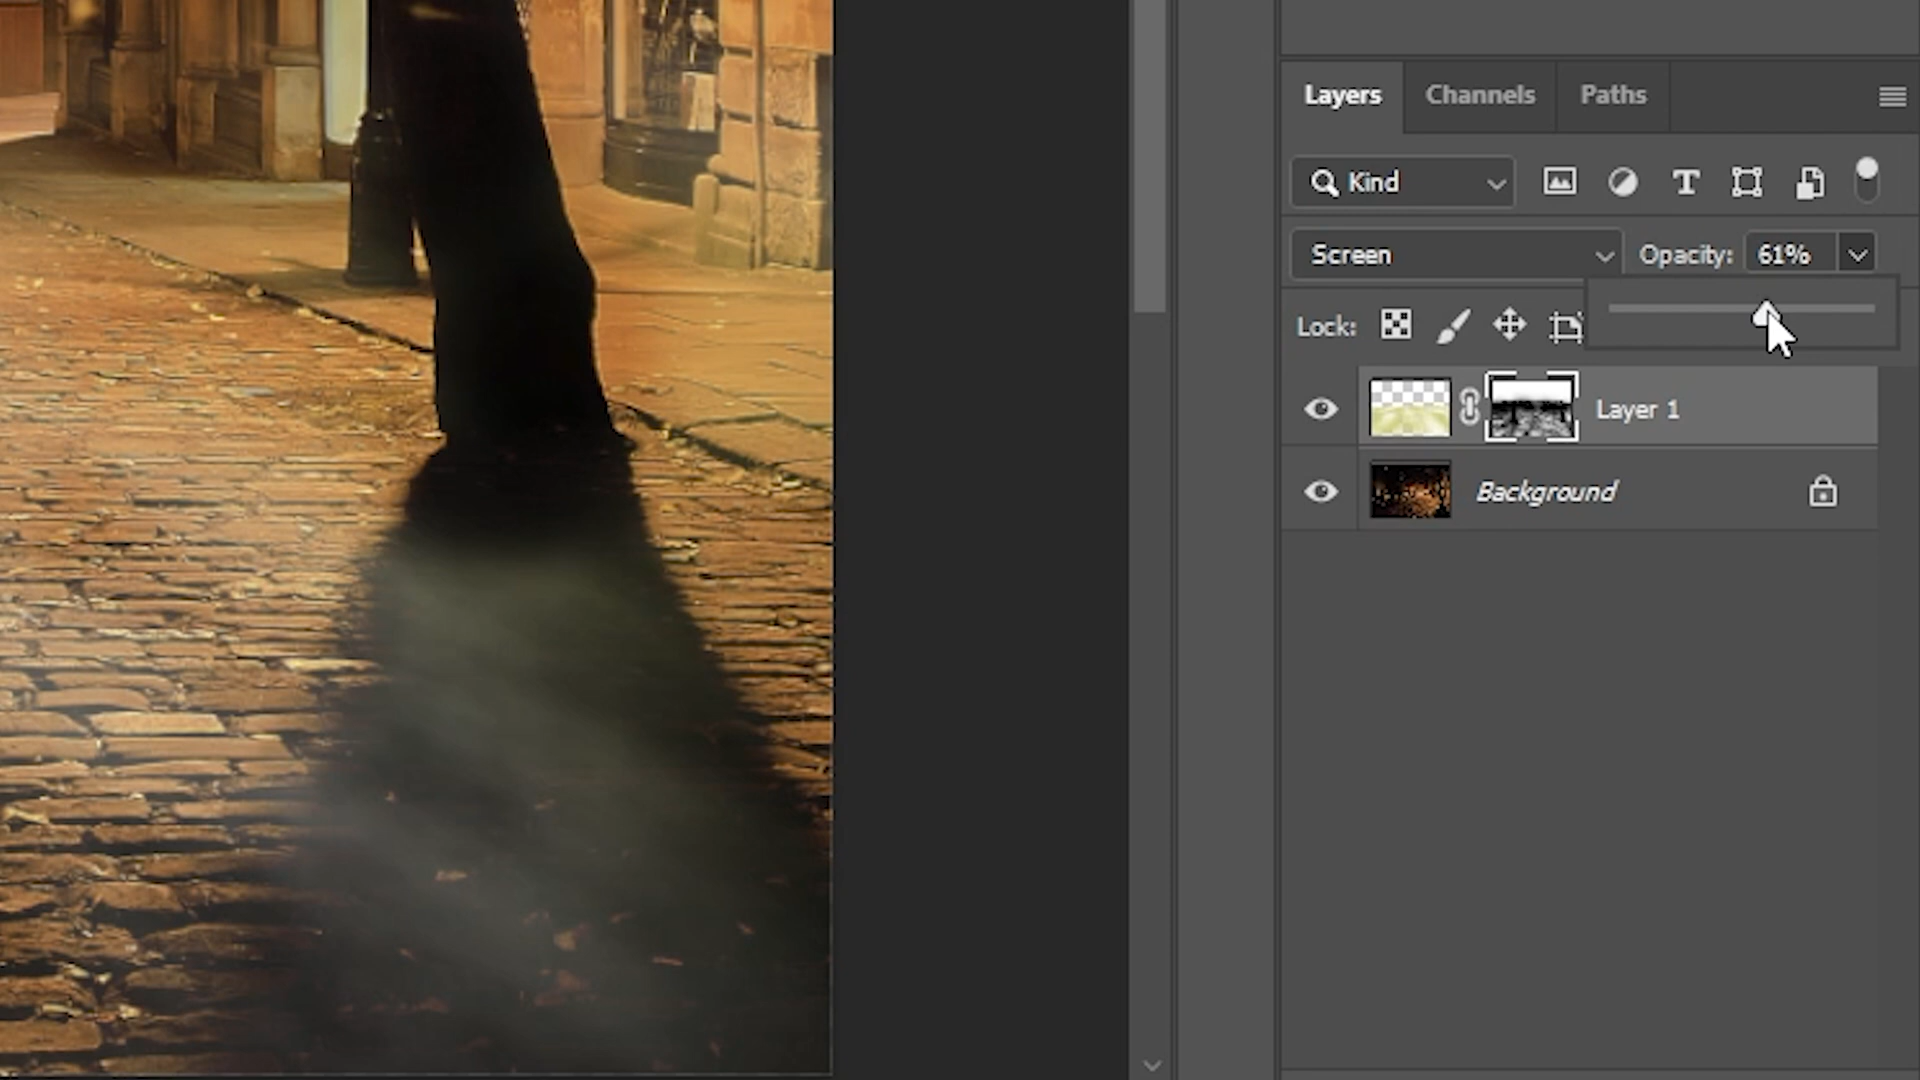 Layers Channels Paths
Kind
Screen Opacity: 61%
Lock:
Layer 1
Background